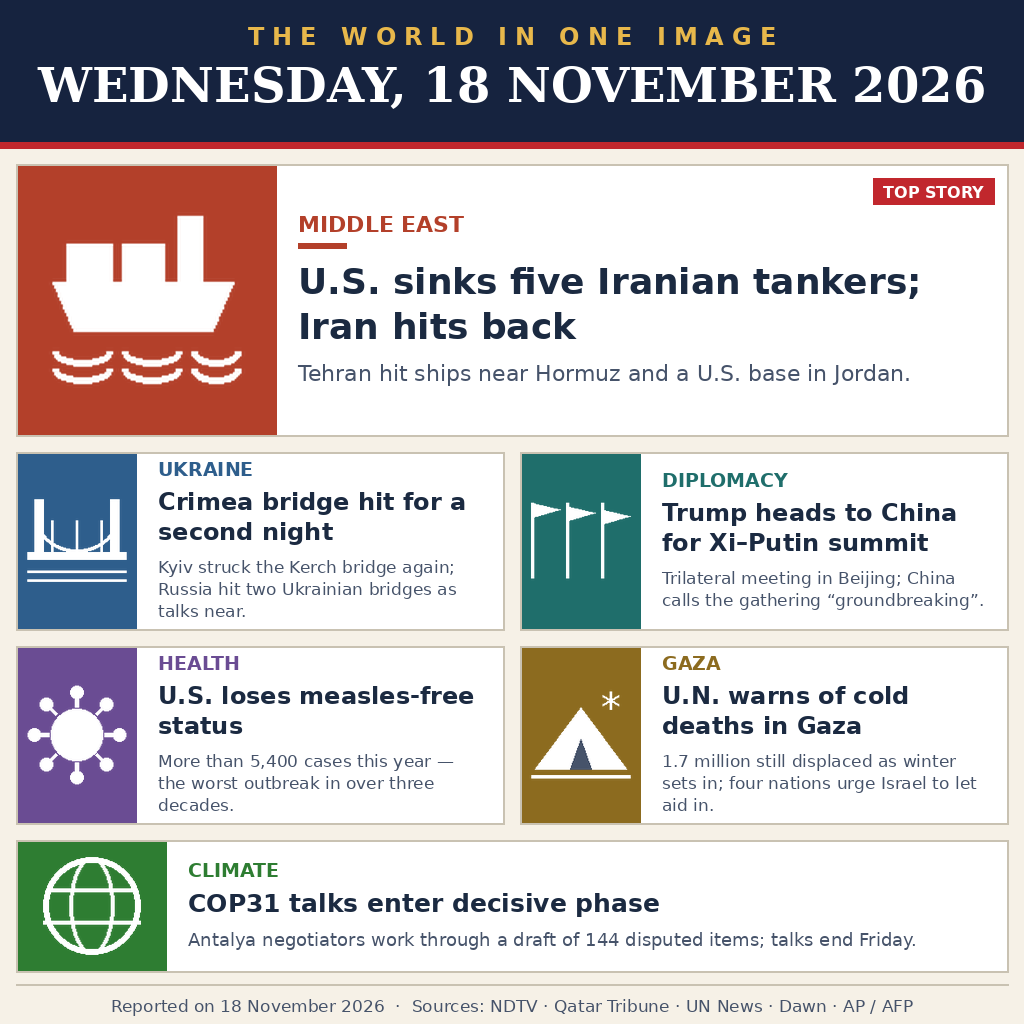 THE WORLD IN ONE IMAGE
WEDNESDAY, 18 NOVEMBER 2026
TOP STORY
MIDDLE EAST
U.S. sinks five Iranian tankers;
Iran hits back
Tehran hit ships near Hormuz and a U.S. base in Jordan.
UKRAINE
Crimea bridge hit for a
second night
Kyiv struck the Kerch bridge again;
Russia hit two Ukrainian bridges as
talks near.
DIPLOMACY
Trump heads to China
for Xi–Putin summit
Trilateral meeting in Beijing; China
calls the gathering “groundbreaking”.
HEALTH
U.S. loses measles-free
status
More than 5,400 cases this year —
the worst outbreak in over three
decades.
GAZA
U.N. warns of cold
deaths in Gaza
1.7 million still displaced as winter
sets in; four nations urge Israel to let
aid in.
CLIMATE
COP31 talks enter decisive phase
Antalya negotiators work through a draft of 144 disputed items; talks end Friday.
Reported on 18 November 2026 · Sources: NDTV · Qatar Tribune · UN News · Dawn · AP / AFP